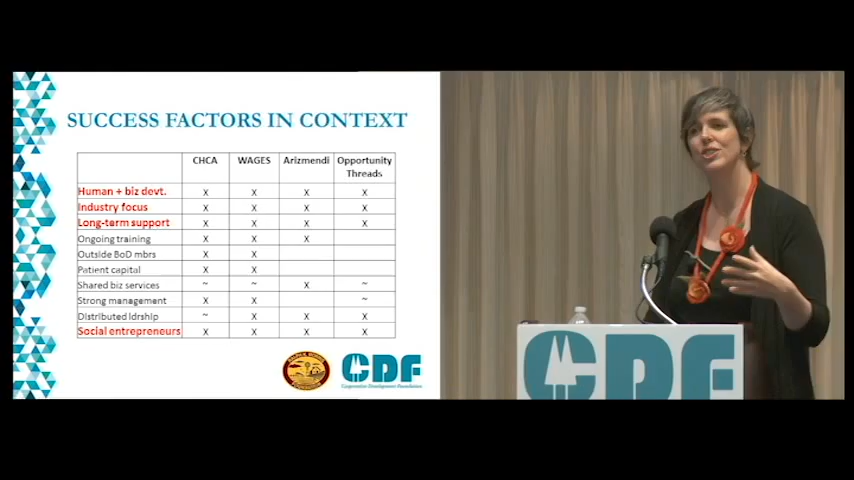 SUCCESS FACTORS IN CONTEXT
CHCA WAGES Arizmendi Opportunity Threads
Human + biz devt. X X X X
Industry focus X X X X
Long-term support X X X X
Ongoing training X X X
Outside BoD mbrs X X
Patient capital X X
Shared biz services ~ ~ X ~
Strong management X X ~
Distributed ldrship ~ X X X
Social entrepreneurs X X X X
CDF
Cooperative Development Foundation
CDF